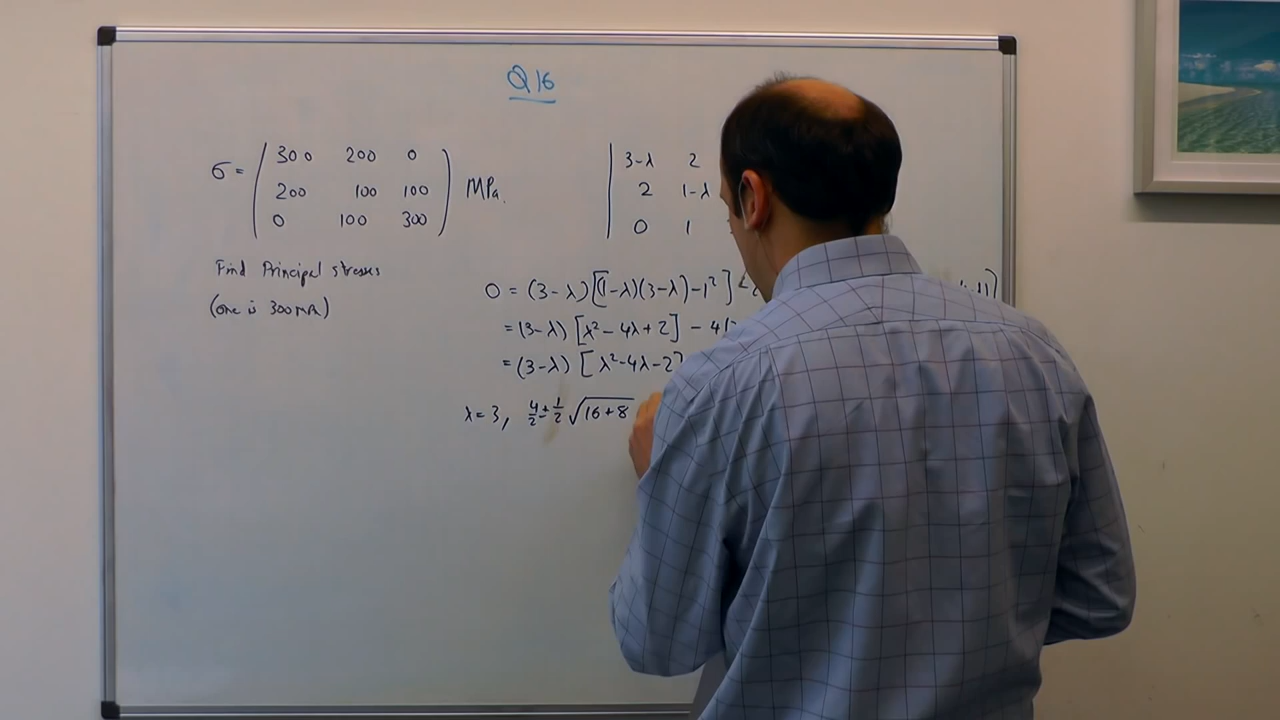 Q16
σ = ( 300 200 0
200 100 100
0 100 300 ) MPa.
Find Principal stresses
(one is 300 MPa)
| 3-λ 2
2 1-λ
0 1
0 = (3-λ)[(1-λ)(3-λ)-1²]
= (3-λ) [λ²-4λ+2] - 4(
= (3-λ) [λ²-4λ-2]
λ = 3, 4/2 ± 1/2 √(16+8)